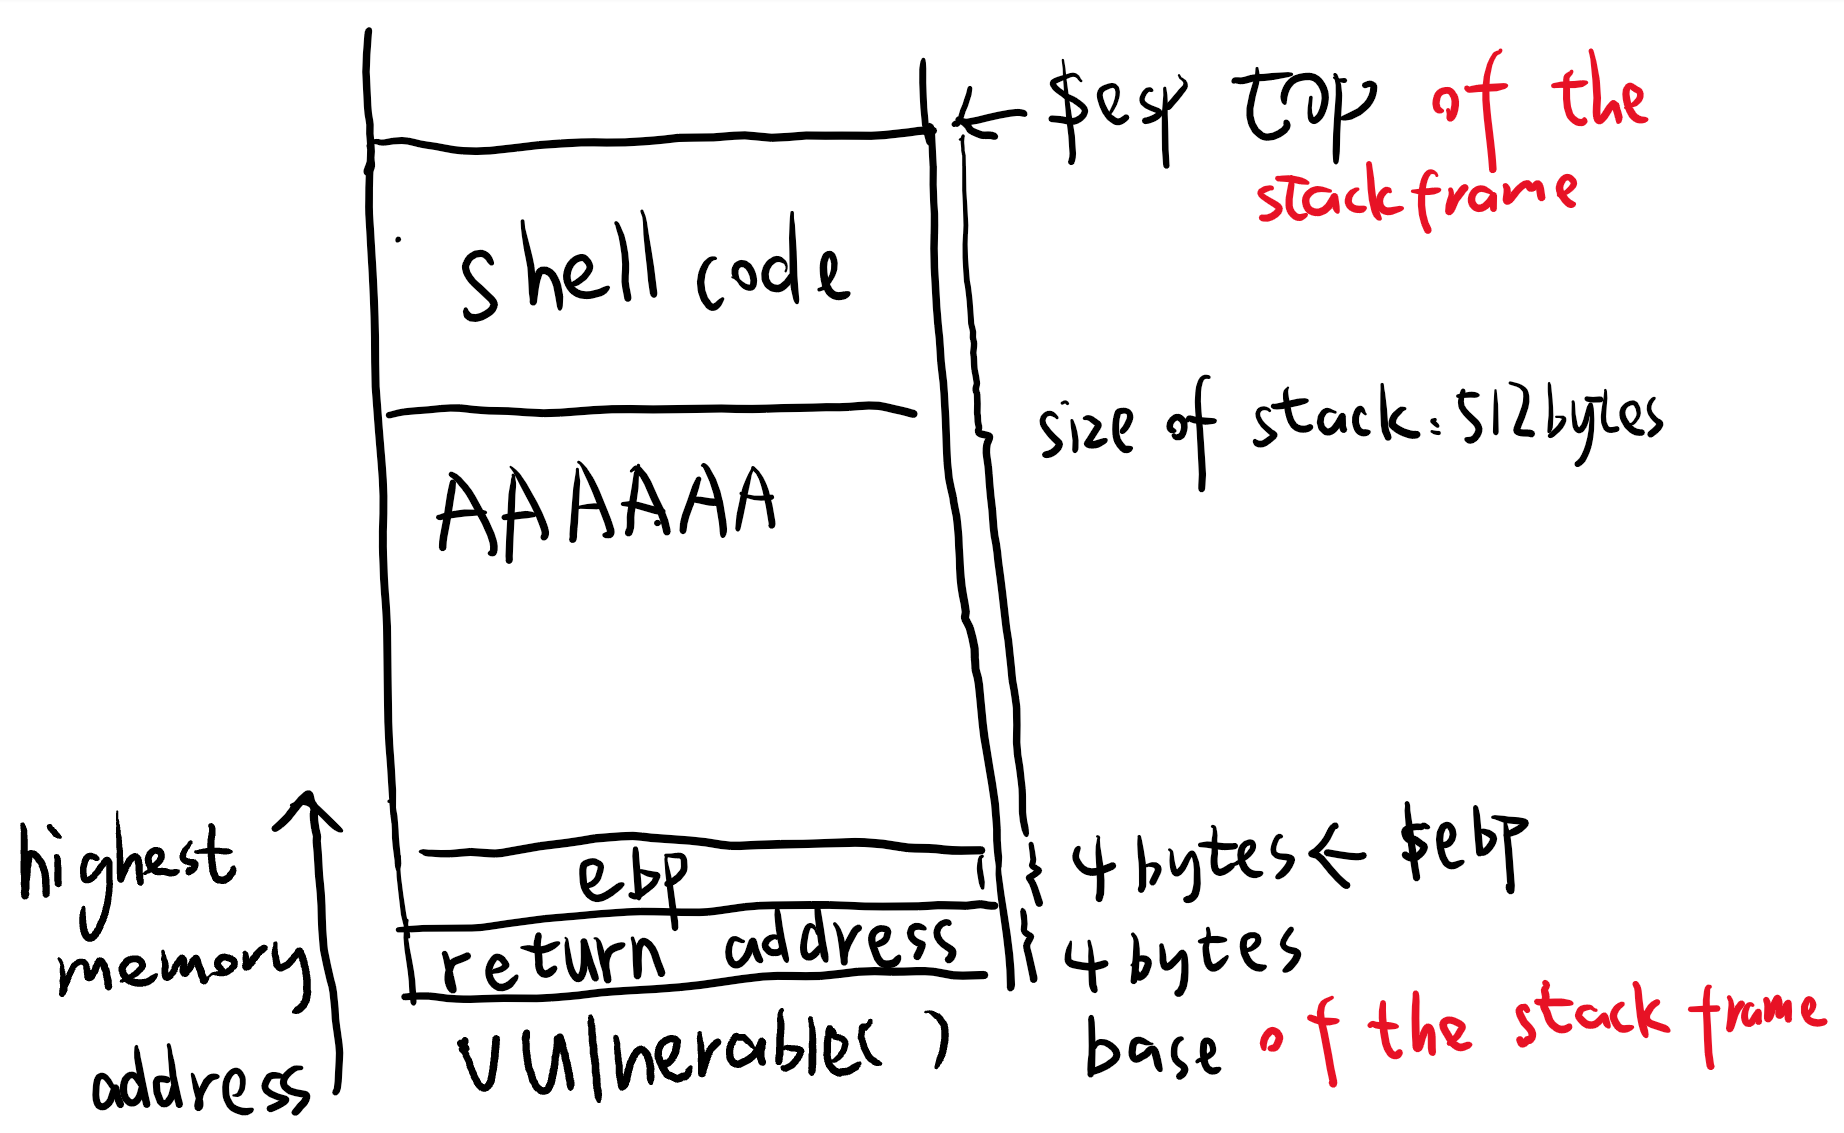 ← $esp top of the
stack frame
shell code
size of stack: 512 bytes
AAAAAA
ebp
} 4 bytes ← $ebp
return address
} 4 bytes
vulnerable()
base of the stack frame
highest
memory
address